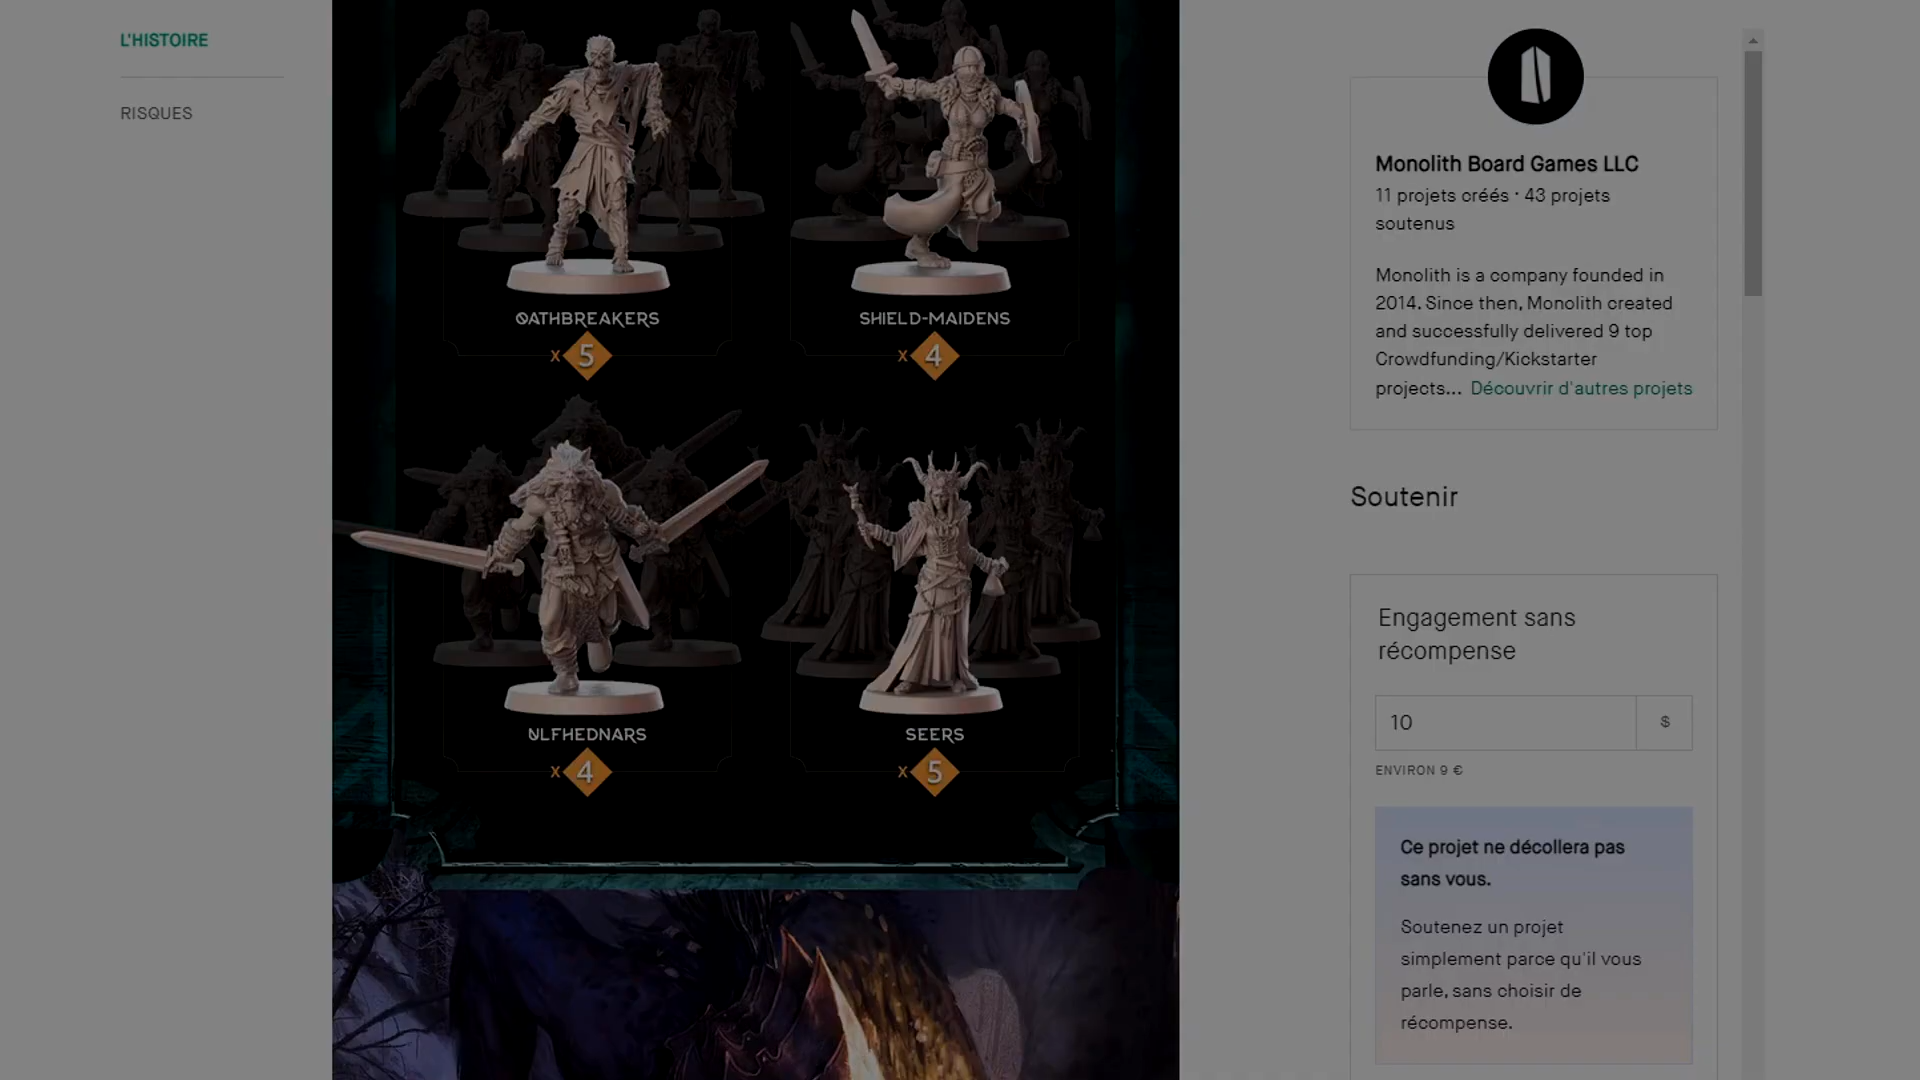 L'HISTOIRE
RISQUES
OATHBREAKERS
x 5
SHIELD-MAIDENS
x 4
ULFHEDNARS
x 4
SEERS
x 5
Monolith Board Games LLC
11 projets créés · 43 projets
soutenus
Monolith is a company founded in
2014. Since then, Monolith created
and successfully delivered 9 top
Crowdfunding/Kickstarter
projects... Découvrir d'autres projets
Soutenir
Engagement sans
récompense
10 $
ENVIRON 9 €
Ce projet ne décollera pas
sans vous.
Soutenez un projet
simplement parce qu'il vous
parle, sans choisir de
récompense.